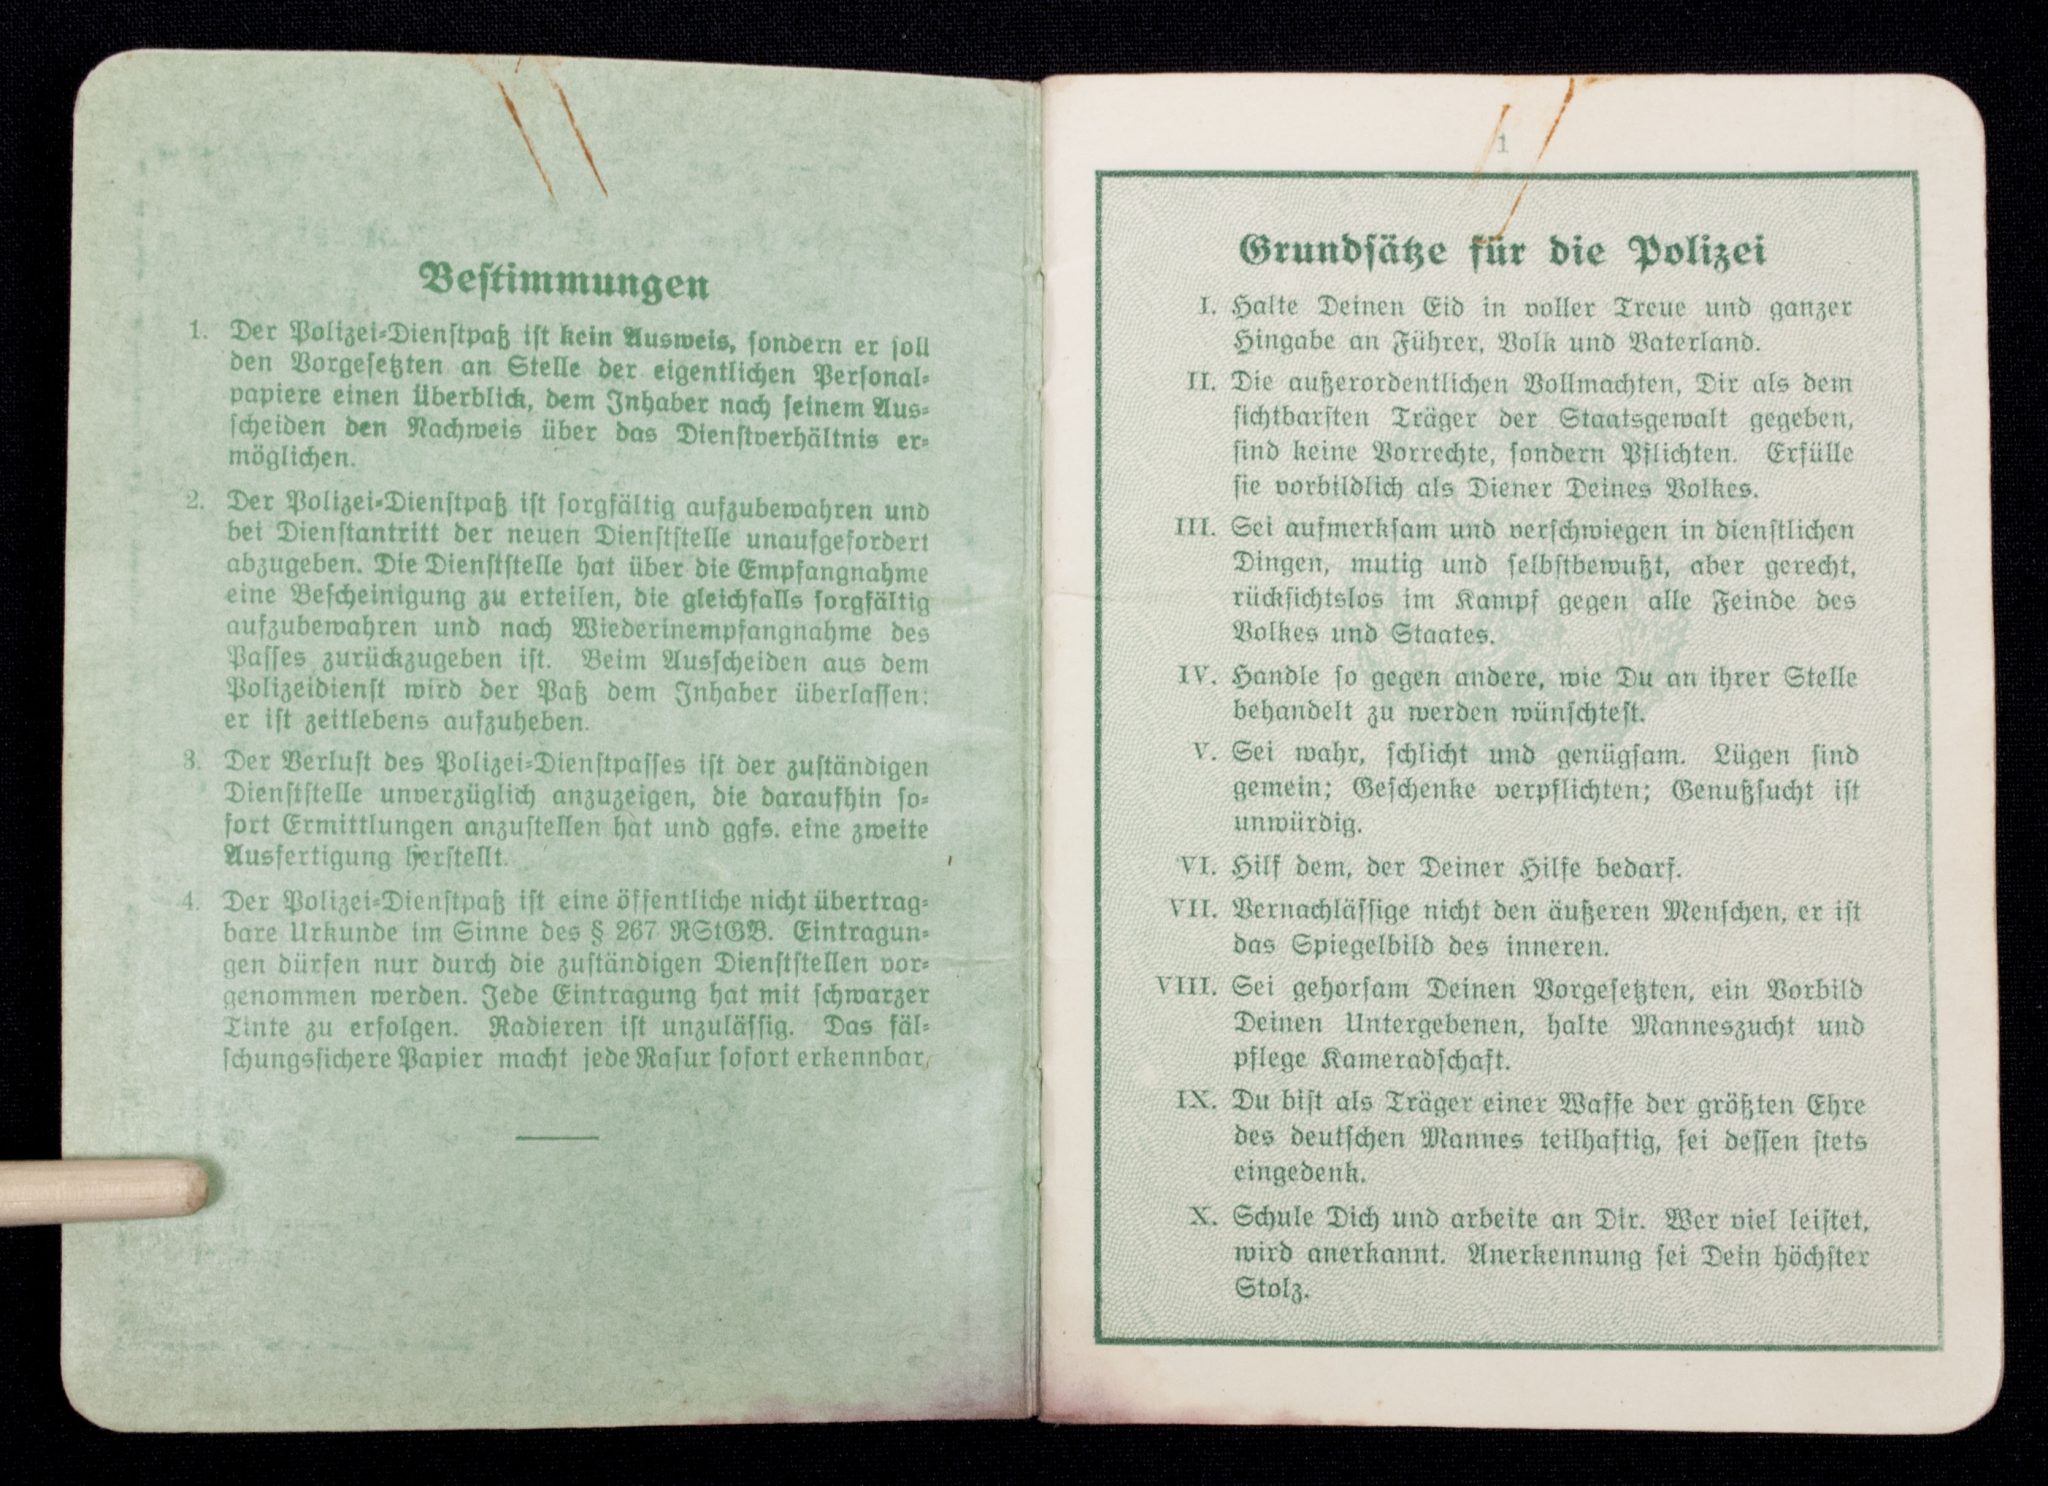 Bestimmungen
1. Der Polizei-Dienstpaß ist kein Ausweis, sondern er soll
den Vorgesetzten an Stelle der eigentlichen Personal-
papiere einen Überblick, dem Inhaber nach seinem Aus-
scheiden den Nachweis über das Dienstverhältnis er-
möglichen.
2. Der Polizei-Dienstpaß ist sorgfältig aufzubewahren und
bei Dienstantritt der neuen Dienststelle unaufgefordert
abzugeben. Die Dienststelle hat über die Empfangnahme
eine Bescheinigung zu erteilen, die gleichfalls sorgfältig
aufzubewahren und nach Wiederinempfangnahme des
Passes zurückzugeben ist. Beim Ausscheiden aus dem
Polizeidienst wird der Paß dem Inhaber überlassen:
er ist zeitlebens aufzuheben.
3. Der Verlust des Polizei-Dienstpasses ist der zuständigen
Dienststelle unverzüglich anzuzeigen, die daraufhin so-
fort Ermittlungen anzustellen hat und ggfs. eine zweite
Ausfertigung herstellt.
4. Der Polizei-Dienstpaß ist eine öffentliche nicht übertrag-
bare Urkunde im Sinne des § 267 RStGB. Eintragun-
gen dürfen nur durch die zuständigen Dienststellen vor-
genommen werden. Jede Eintragung hat mit schwarzer
Tinte zu erfolgen. Radieren ist unzulässig. Das fäl-
schungssichere Papier macht jede Rasur sofort erkennbar.
1
Grundsätze für die Polizei
I. Halte Deinen Eid in voller Treue und ganzer
Hingabe an Führer, Volk und Vaterland.
II. Die außerordentlichen Vollmachten, Dir als dem
sichtbarsten Träger der Staatsgewalt gegeben,
sind keine Vorrechte, sondern Pflichten. Erfülle
sie vorbildlich als Diener Deines Volkes.
III. Sei aufmerksam und verschwiegen in dienstlichen
Dingen, mutig und selbstbewußt, aber gerecht,
rücksichtslos im Kampf gegen alle Feinde des
Volkes und Staates.
IV. Handle so gegen andere, wie Du an ihrer Stelle
behandelt zu werden wünschtest.
V. Sei wahr, schlicht und genügsam. Lügen sind
gemein; Geschenke verpflichten; Genußsucht ist
unwürdig.
VI. Hilf dem, der Deiner Hilfe bedarf.
VII. Vernachlässige nicht den äußeren Menschen, er ist
das Spiegelbild des inneren.
VIII. Sei gehorsam Deinen Vorgesetzten, ein Vorbild
Deinen Untergebenen, halte Manneszucht und
pflege Kameradschaft.
IX. Du bist als Träger einer Waffe der größten Ehre
des deutschen Mannes teilhaftig, sei dessen stets
eingedenk.
X. Schule Dich und arbeite an Dir. Wer viel leistet,
wird anerkannt. Anerkennung sei Dein höchster
Stolz.